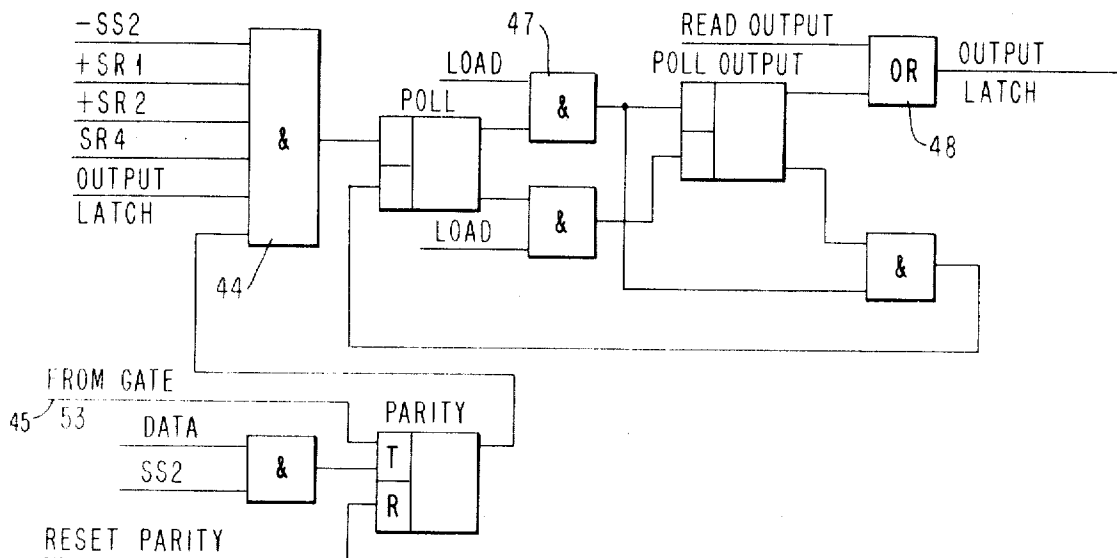 -SS2
+SR1
+SR2
SR4
OUTPUT
LATCH
&
44
LOAD
47
&
POLL
LOAD
&
READ OUTPUT
POLL OUTPUT
OR
48
OUTPUT
LATCH
&
FROM GATE
45 53
DATA
SS2
&
PARITY
T
R
RESET PARITY